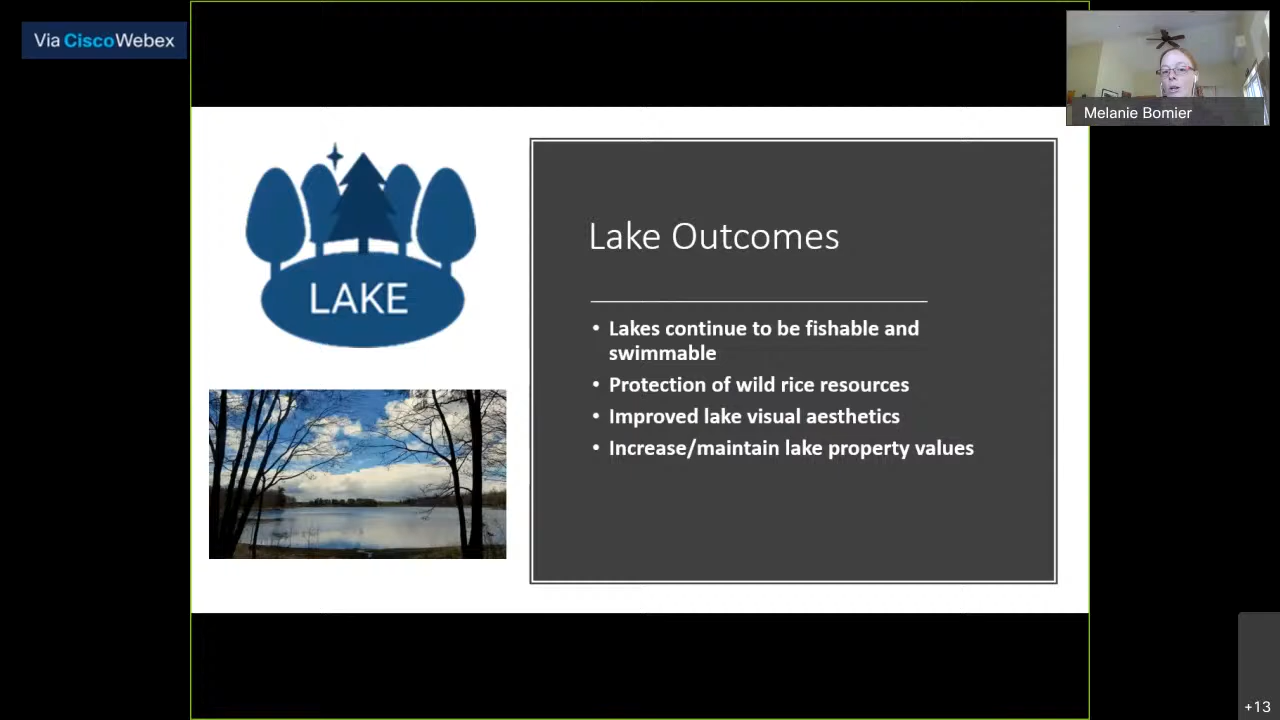 Via CiscoWebex
Melanie Bomier
LAKE
Lake Outcomes
• Lakes continue to be fishable and
swimmable
• Protection of wild rice resources
• Improved lake visual aesthetics
• Increase/maintain lake property values
+13